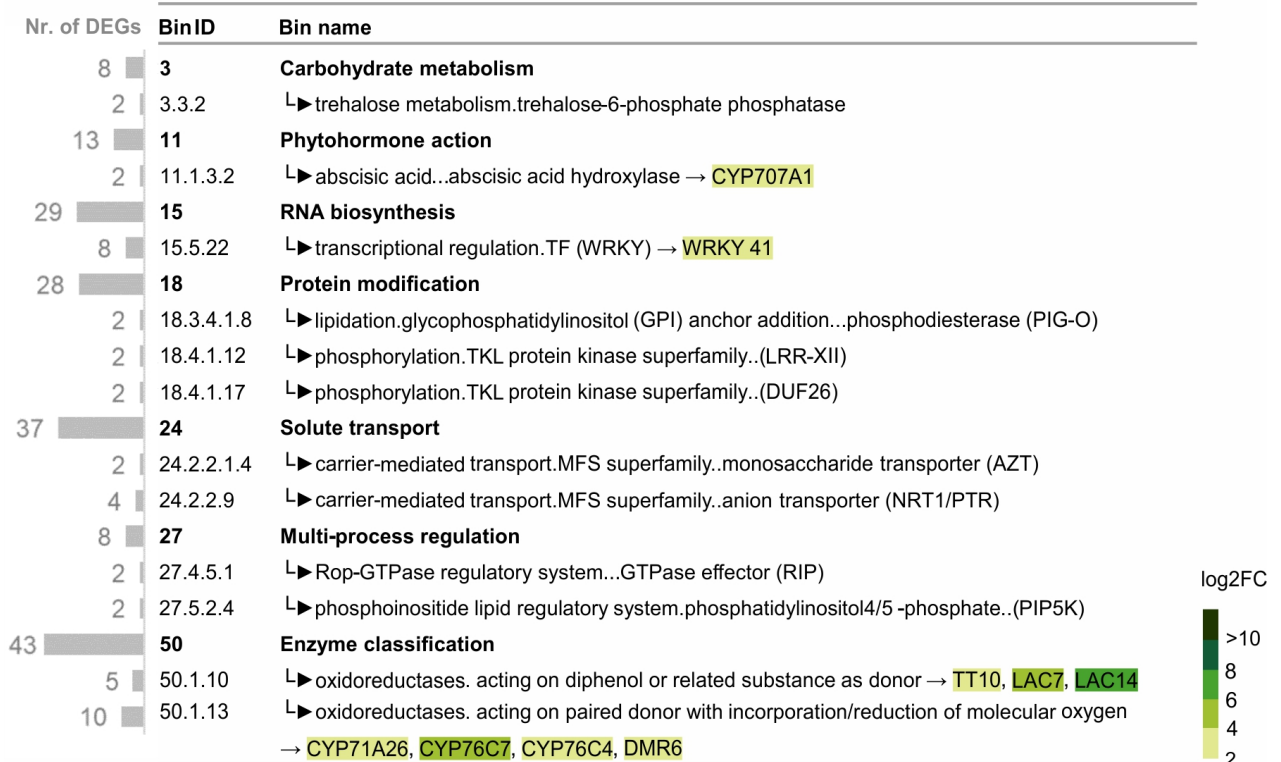 Nr. of DEGs BinID Bin name
8 3 Carbohydrate metabolism
2 3.3.2 └►trehalose metabolism.trehalose-6-phosphate phosphatase
13 11 Phytohormone action
2 11.1.3.2 └►abscisic acid...abscisic acid hydroxylase → CYP707A1
29 15 RNA biosynthesis
8 15.5.22 └►transcriptional regulation.TF (WRKY) → WRKY 41
28 18 Protein modification
2 18.3.4.1.8 └►lipidation.glycophosphatidylinositol (GPI) anchor addition...phosphodiesterase (PIG-O)
2 18.4.1.12 └►phosphorylation.TKL protein kinase superfamily..(LRR-XII)
2 18.4.1.17 └►phosphorylation.TKL protein kinase superfamily..(DUF26)
37 24 Solute transport
2 24.2.2.1.4 └►carrier-mediated transport.MFS superfamily..monosaccharide transporter (AZT)
4 24.2.2.9 └►carrier-mediated transport.MFS superfamily..anion transporter (NRT1/PTR)
8 27 Multi-process regulation
2 27.4.5.1 └►Rop-GTPase regulatory system...GTPase effector (RIP)
log2FC
2 27.5.2.4 └►phosphoinositide lipid regulatory system.phosphatidylinositol4/5 -phosphate..(PIP5K)
43 50 Enzyme classification
>10
5 50.1.10 └►oxidoreductases. acting on diphenol or related substance as donor → TT10, LAC7, LAC14
8
6
10 50.1.13 └►oxidoreductases. acting on paired donor with incorporation/reduction of molecular oxygen
4
→ CYP71A26, CYP76C7, CYP76C4, DMR6
2